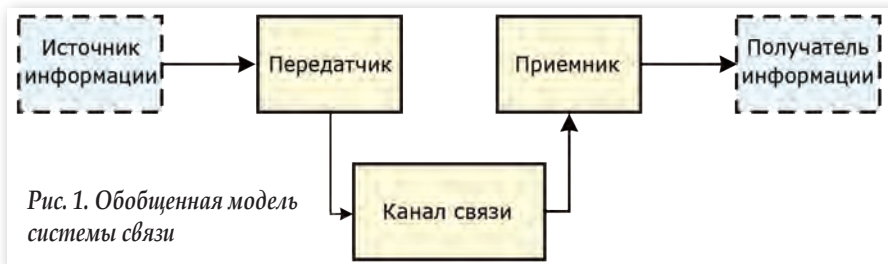 Источник
информации
Передатчик
Приемник
Получатель
информации
Канал связи
Рис. 1. Обобщенная модель
системы связи